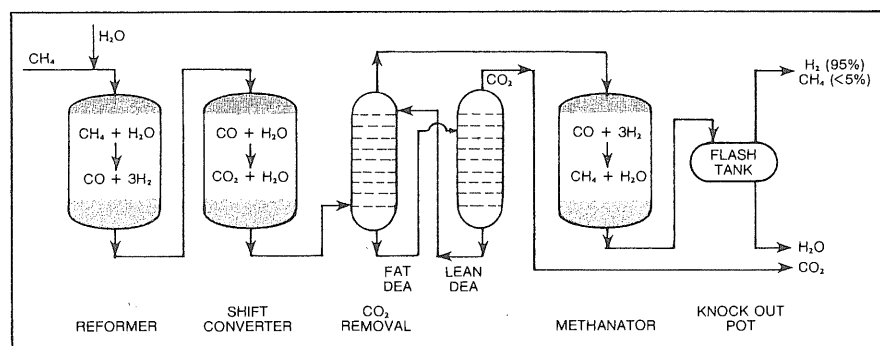 H₂O
CH₄
CH₄ + H₂O
CO + 3H₂
CO + H₂O
CO₂ + H₂O
CO₂
CO + 3H₂
CH₄ + H₂O
H₂ (95%)
CH₄ (<5%)
FLASH
TANK
H₂O
CO₂
FAT
DEA
LEAN
DEA
REFORMER
SHIFT
CONVERTER
CO₂
REMOVAL
METHANATOR
KNOCK OUT
POT